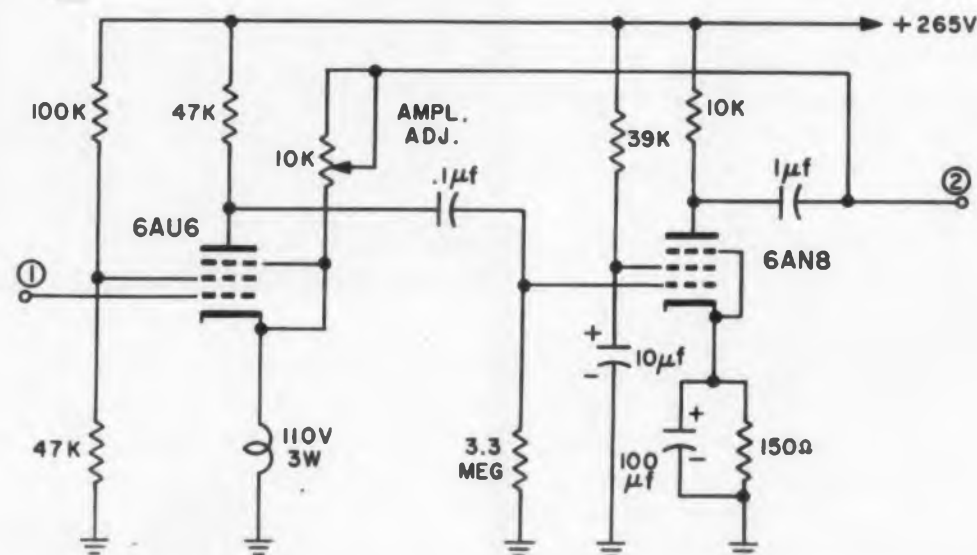 +265V
100K
47K
10K
AMPL.
ADJ.
.1μf
39K
10K
1μf
②
6AU6
6AN8
①
+
-
10μf
47K
110V
3W
3.3
MEG
+
-
100
μf
150Ω